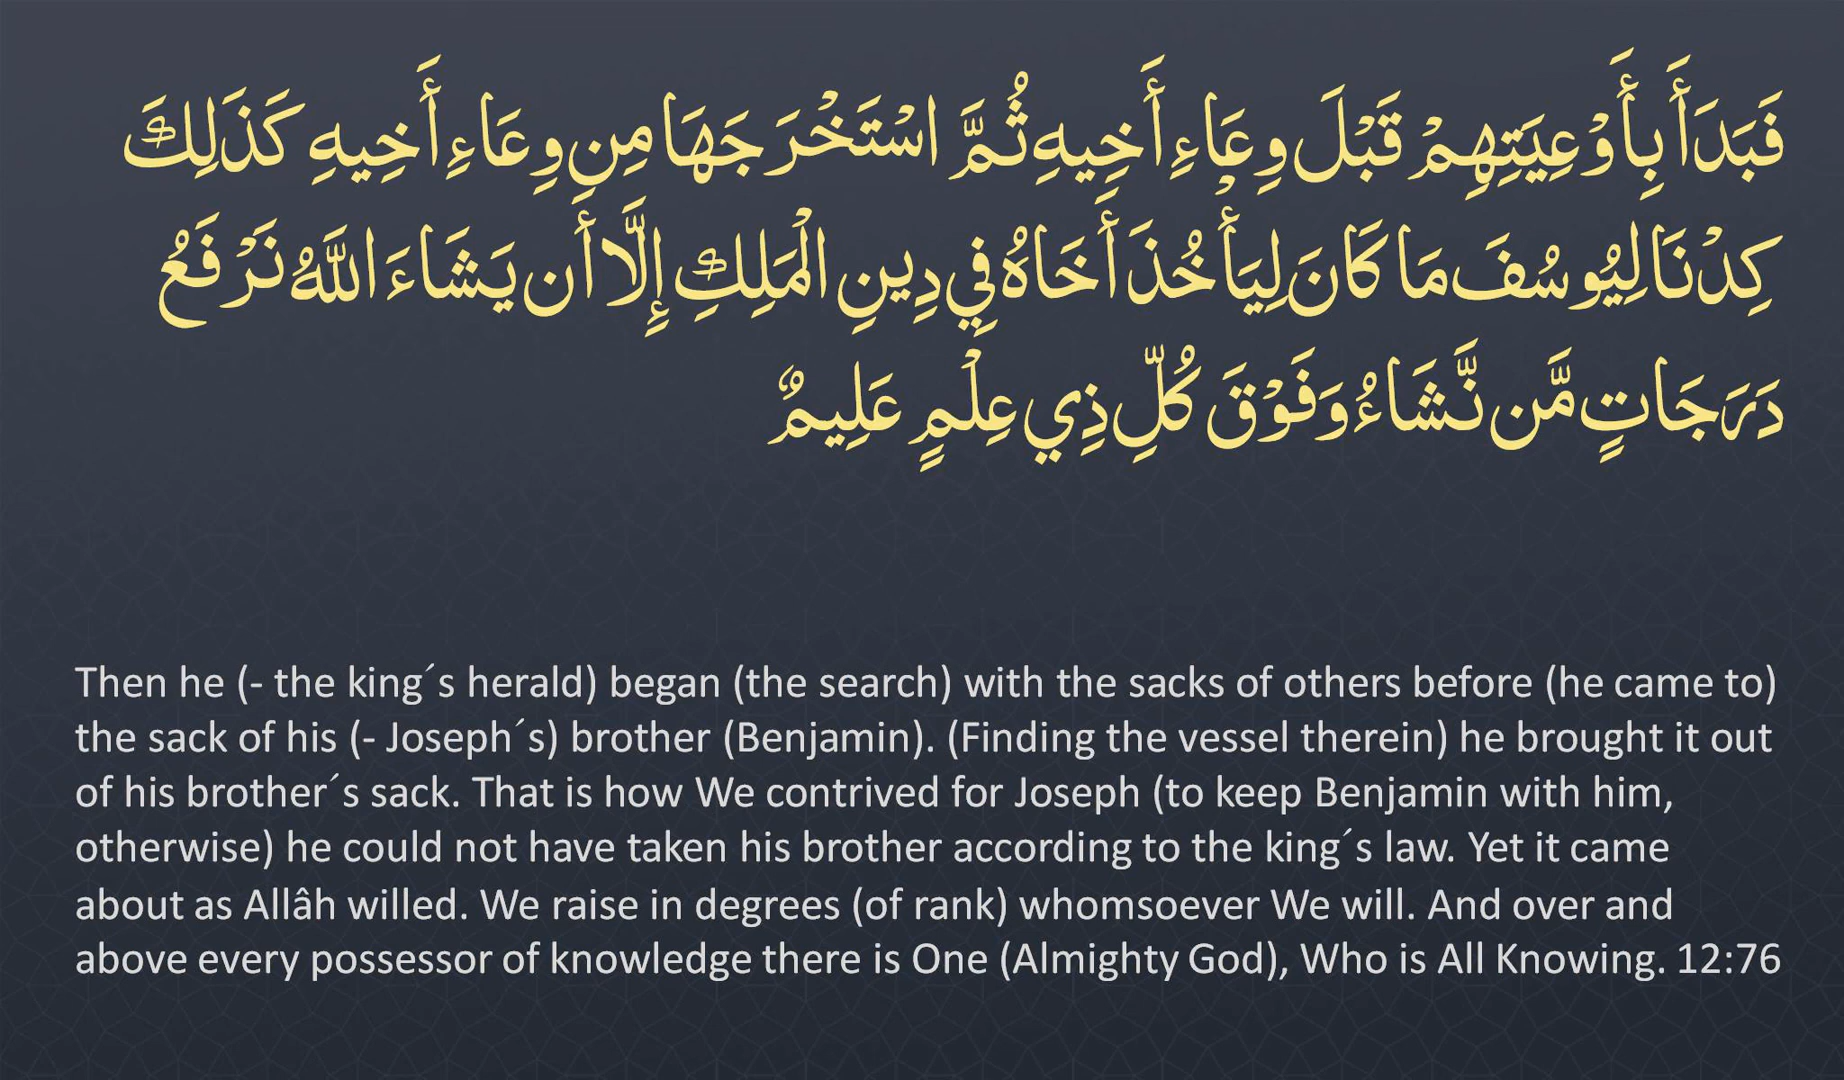 فَبَدَأَ بِأَوْعِيَتِهِمْ قَبْلَ وِعَاءِ أَخِيهِ ثُمَّ اسْتَخْرَجَهَا مِن وِعَاءِ أَخِيهِ كَذَلِكَ
كِدْنَا لِيُوسُفَ مَا كَانَ لِيَأْخُذَ أَخَاهُ فِي دِينِ الْمَلِكِ إِلَّا أَن يَشَاءَ اللَّهُ نَرْفَعُ
دَرَجَاتٍ مَّن نَّشَاءُ وَفَوْقَ كُلِّ ذِي عِلْمٍ عَلِيمٌ
Then he (- the king´s herald) began (the search) with the sacks of others before (he came to)
the sack of his (- Joseph´s) brother (Benjamin). (Finding the vessel therein) he brought it out
of his brother´s sack. That is how We contrived for Joseph (to keep Benjamin with him,
otherwise) he could not have taken his brother according to the king´s law. Yet it came
about as Allâh willed. We raise in degrees (of rank) whomsoever We will. And over and
above every possessor of knowledge there is One (Almighty God), Who is All Knowing. 12:76